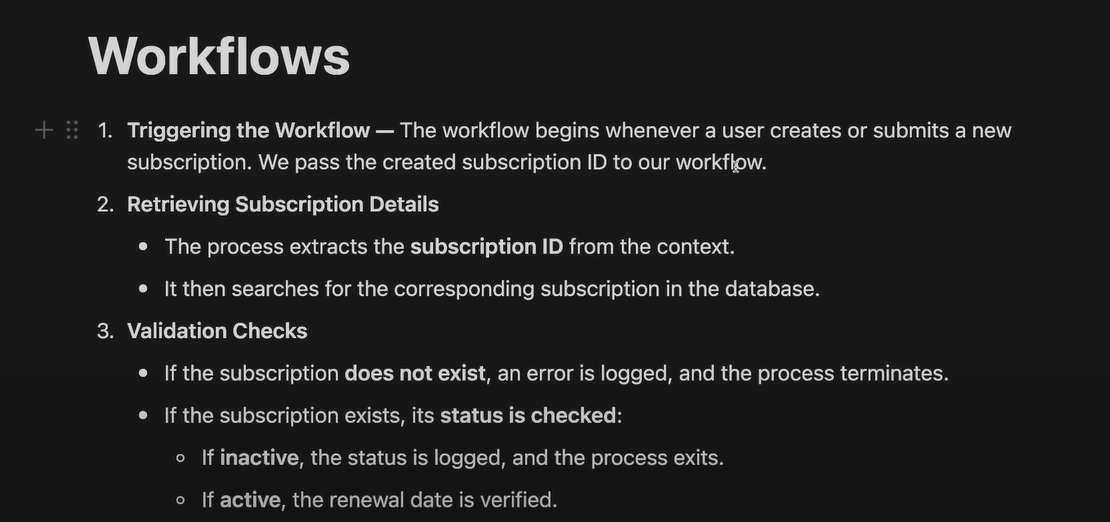 Workflows
1. Triggering the Workflow — The workflow begins whenever a user creates or submits a new
subscription. We pass the created subscription ID to our workflow.
2. Retrieving Subscription Details
• The process extracts the subscription ID from the context.
• It then searches for the corresponding subscription in the database.
3. Validation Checks
• If the subscription does not exist, an error is logged, and the process terminates.
• If the subscription exists, its status is checked:
◦ If inactive, the status is logged, and the process exits.
◦ If active, the renewal date is verified.